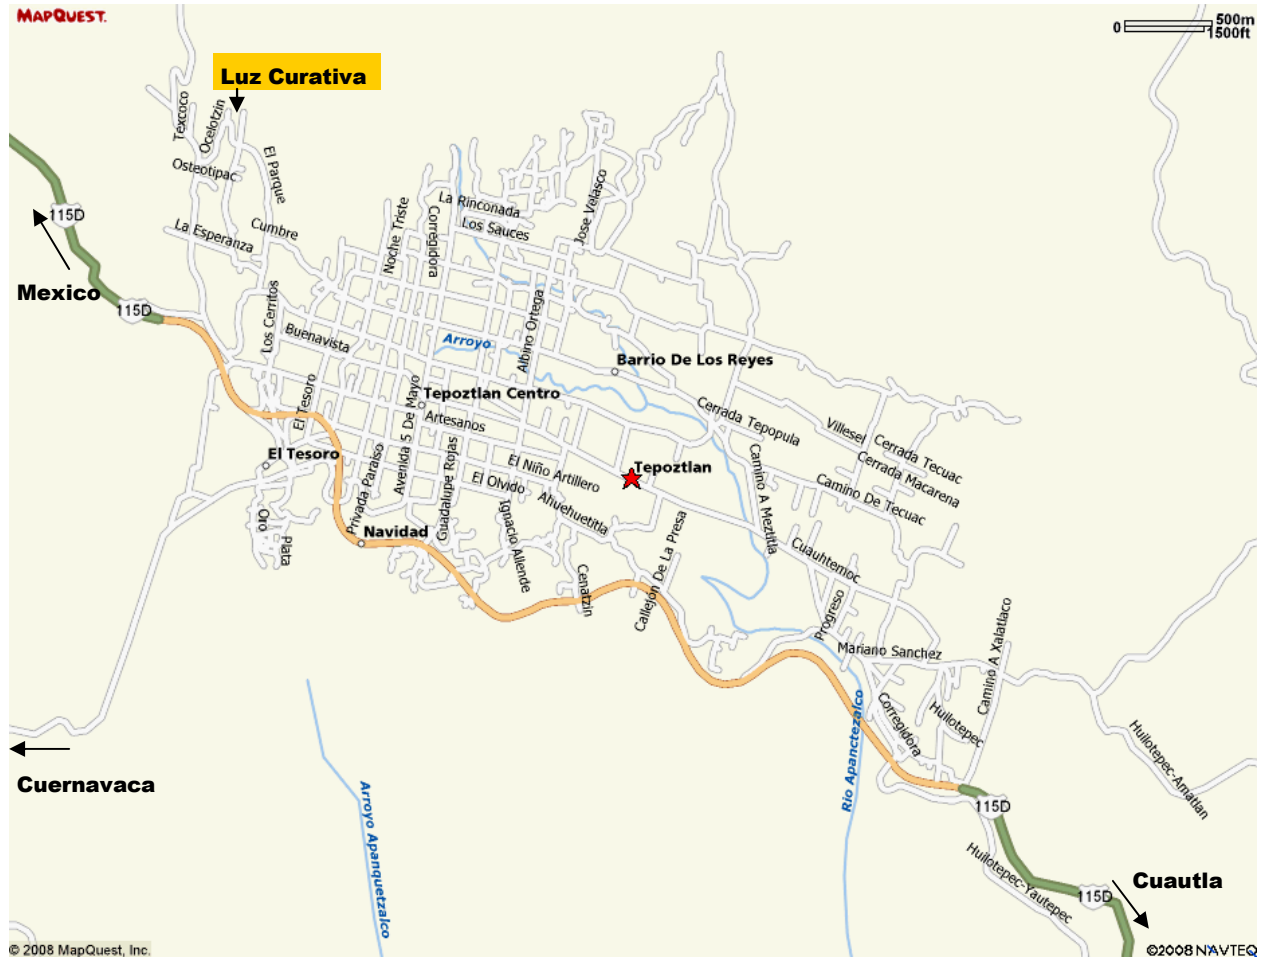 MAPQUEST.
0
500m
1500ft
Luz Curativa
Texcoco
Ocelotzin
Osteotipac
El Parque
La Esperanza
Cumbre
Noche Triste
Corregidora
La Rinconada
Los Sauces
Jose Velasco
115D
Mexico
115D
Los Cerritos
Buenavista
Arroyo
Albino Ortega
Barrio De Los Reyes
El Tesoro
Avenida 5 De Mayo
Tepoztlan Centro
Artesanos
Guadalupe Rojas
Cerrada Tepopula
Villesel
Cerrada Tecuac
Cerrada Macarena
El Tesoro
Privada Paraiso
El Niño Artillero
El Olvido
Tepoztlan
Camino A Mezltitla
Camino De Tecuac
Ahuehuetitla
Ignacio Allende
Oro
Plata
Navidad
Cenatzin
Callejon De La Presa
Cuauhtemoc
Progreso
Mariano Sanchez
Camino A Xalatlaco
Corregidora
Huilotepec
Huilotepec-Amatlan
Rio Apanctezalco
Arroyo Apanquetzalco
Cuernavaca
115D
Huilotepec-Yautepec
115D
Cuautla
© 2008 MapQuest, Inc.
©2008 NAVTEQ